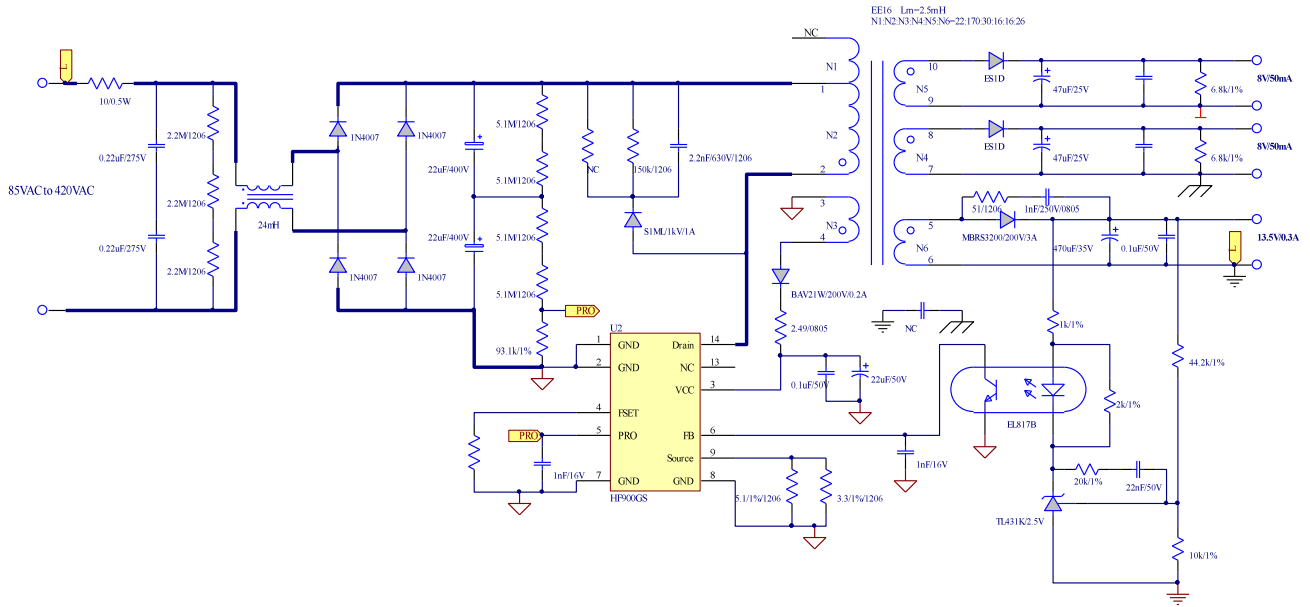 EE16 Lm=2.5mH
N1:N2:N3:N4:N5:N6=22:170:30:16:16:26
L
10/0.5W
0.22uF/275V
0.22uF/275V
2.2M/1206
2.2M/1206
2.2M/1206
85VAC to 420VAC
24mH
1N4007
1N4007
1N4007
1N4007
22uF/400V
22uF/400V
5.1M/1206
5.1M/1206
5.1M/1206
5.1M/1206
93.1k/1%
PRO
NC
150k/1206
2.2nF/630V/1206
S1ML/1kV/1A
NC
N1
1
N2
2
3
N3
4
BAV21W/200V/0.2A
2.49/0805
0.1uF/50V
22uF/50V
10
N5
9
ES1D
47uF/25V
6.8k/1%
8V/50mA
8
N4
7
ES1D
47uF/25V
6.8k/1%
8V/50mA
5
N6
6
51/1206
1nF/250V/0805
MBRS3200/200V/3A
470uF/35V
0.1uF/50V
13.5V/0.3A
L
NC
U2
1 GND
2 GND
4 FSET
5 PRO
7 GND
Drain 14
NC 13
VCC 3
FB 6
Source 9
GND 8
HP900GS
PRO
1nF/16V
5.1/1%/1206
3.3/1%/1206
1nF/16V
EL817B
1k/1%
2k/1%
44.2k/1%
20k/1%
22nF/50V
TL431K/2.5V
10k/1%